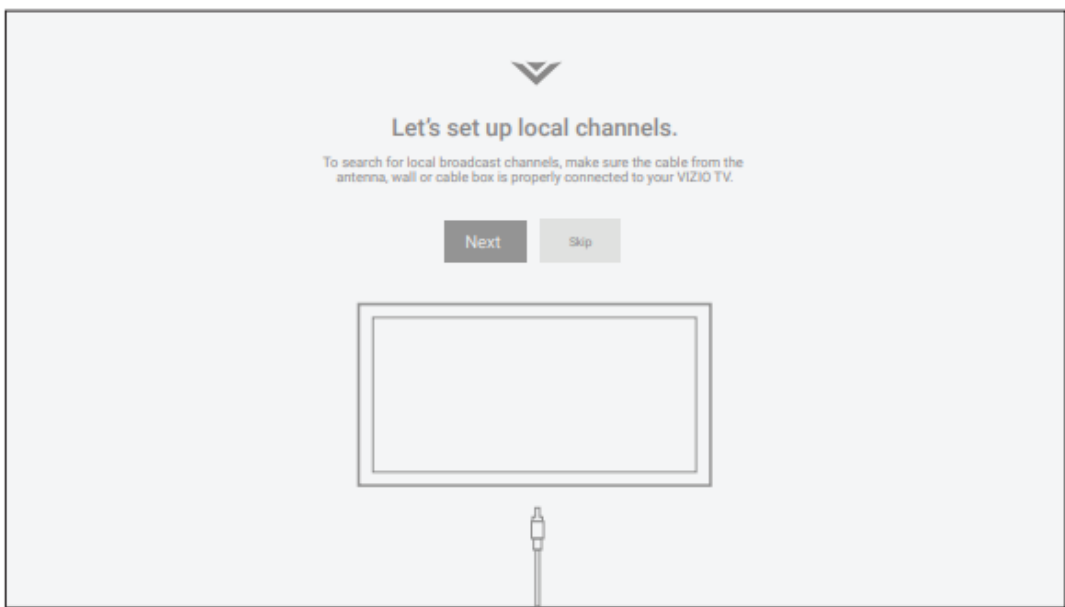 Let's set up local channels.
To search for local broadcast channels, make sure the cable from the
antenna, wall or cable box is properly connected to your VIZIO TV.
Next
Skip